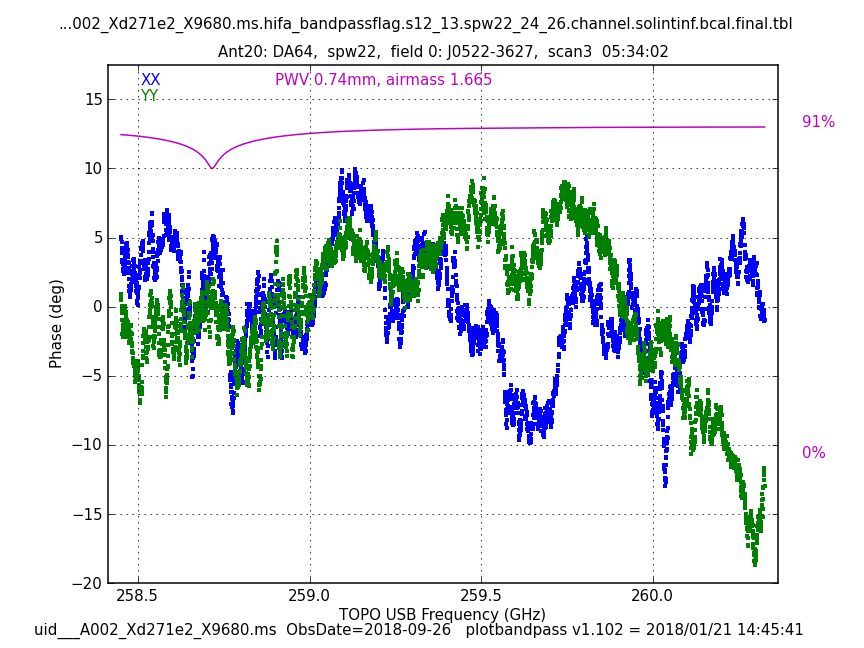 ...002_Xd271e2_X9680.ms.hifa_bandpassflag.s12_13.spw22_24_26.channel.solintinf.bcal.final.tbl
Ant20: DA64, spw22, field 0: J0522-3627, scan3 05:34:02
XX
YY
PWV 0.74mm, airmass 1.665
91%
0%
15
10
5
0
−5
−10
−15
−20
Phase (deg)
258.5 259.0 259.5 260.0
TOPO USB Frequency (GHz)
uid___A002_Xd271e2_X9680.ms ObsDate=2018-09-26 plotbandpass v1.102 = 2018/01/21 14:45:41